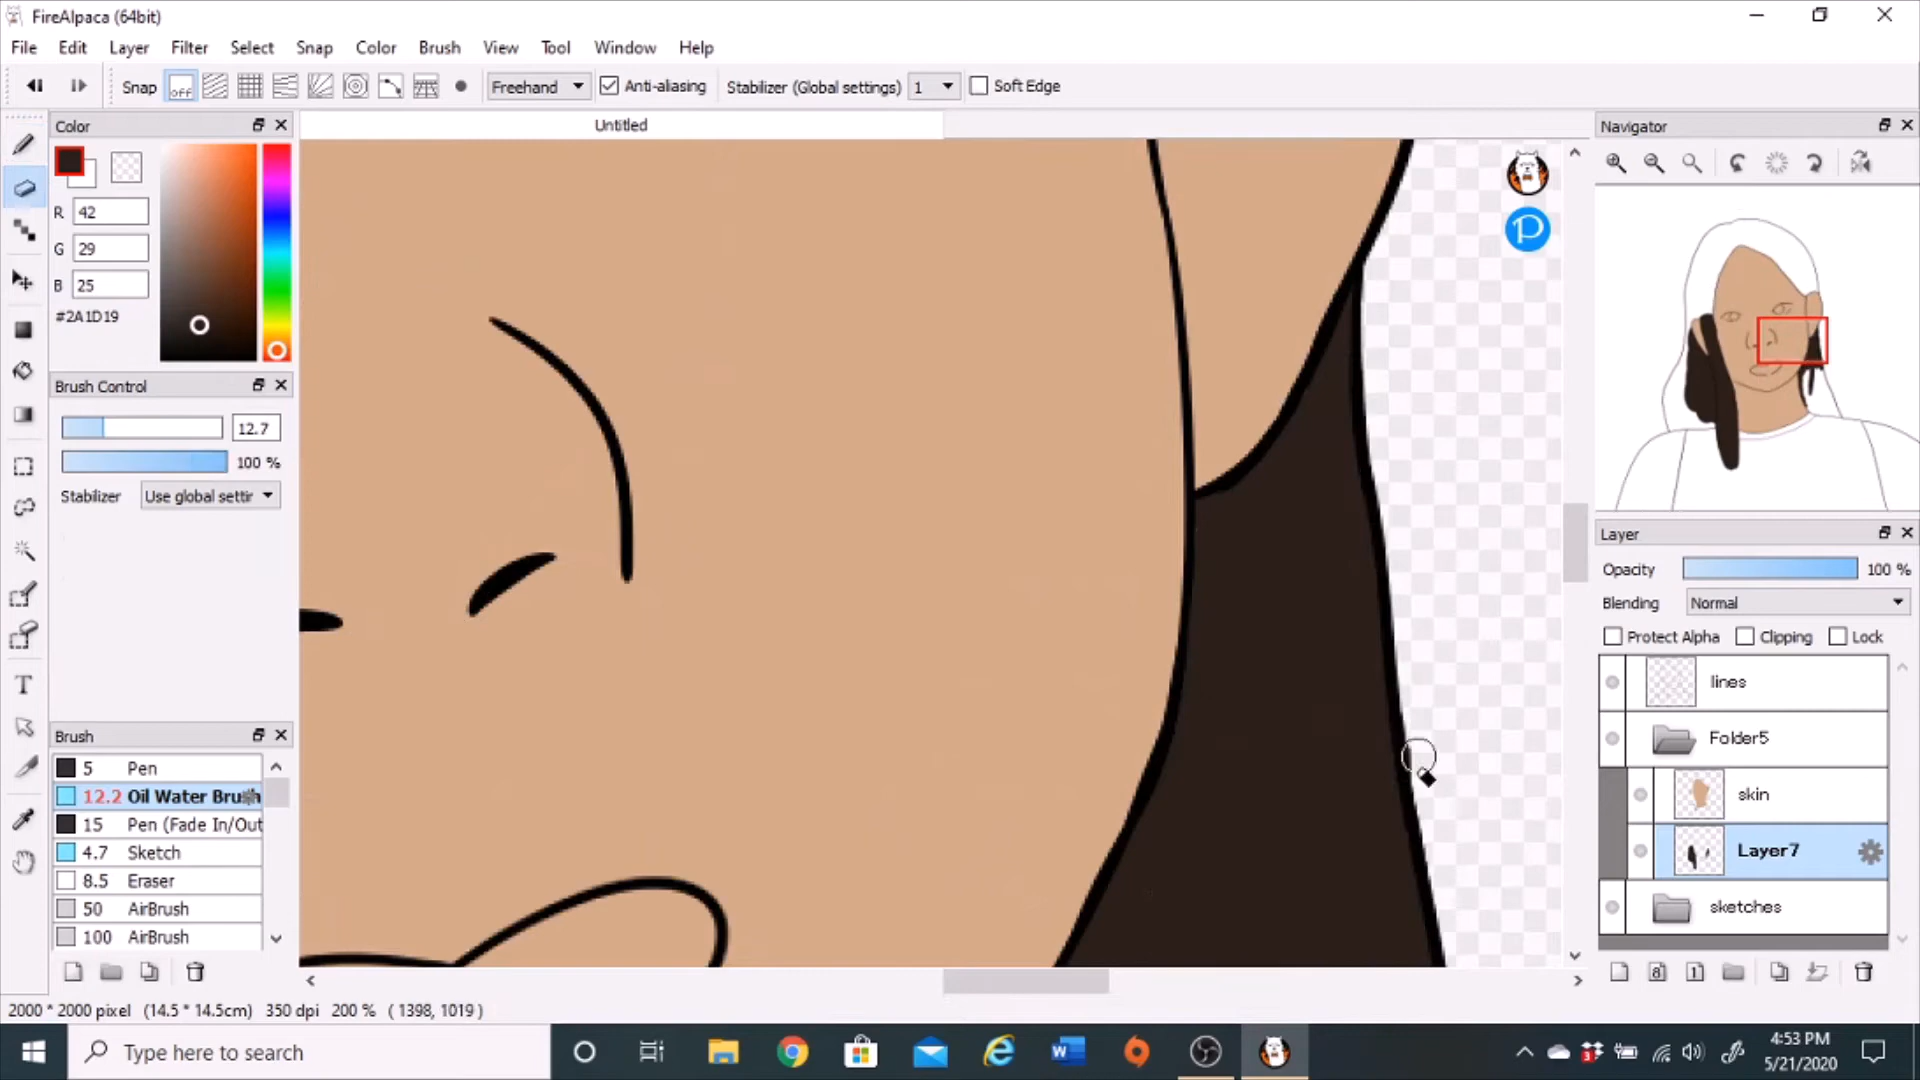 FireAlpaca (64bit)
File Edit Layer Filter Select Snap Color Brush View Tool Window Help
Snap off Freehand Anti-aliasing Stabilizer (Global settings) 1 Soft Edge
Color
Untitled
Navigator
R 42
G 29
B 25
#2A1D19
Brush Control
12.7
100 %
Stabilizer Use global settir
Layer
Opacity 100 %
Blending Normal
Protect Alpha Clipping Lock
lines
Folder5
skin
Layer7
sketches
T
Brush
5 Pen
12.2 Oil Water Brush
15 Pen (Fade In/Out
4.7 Sketch
8.5 Eraser
50 AirBrush
100 AirBrush
8 1
2000 * 2000 pixel (14.5 * 14.5cm) 350 dpi 200 % ( 1398, 1019 )
Type here to search
W
3
4:53 PM
5/21/2020